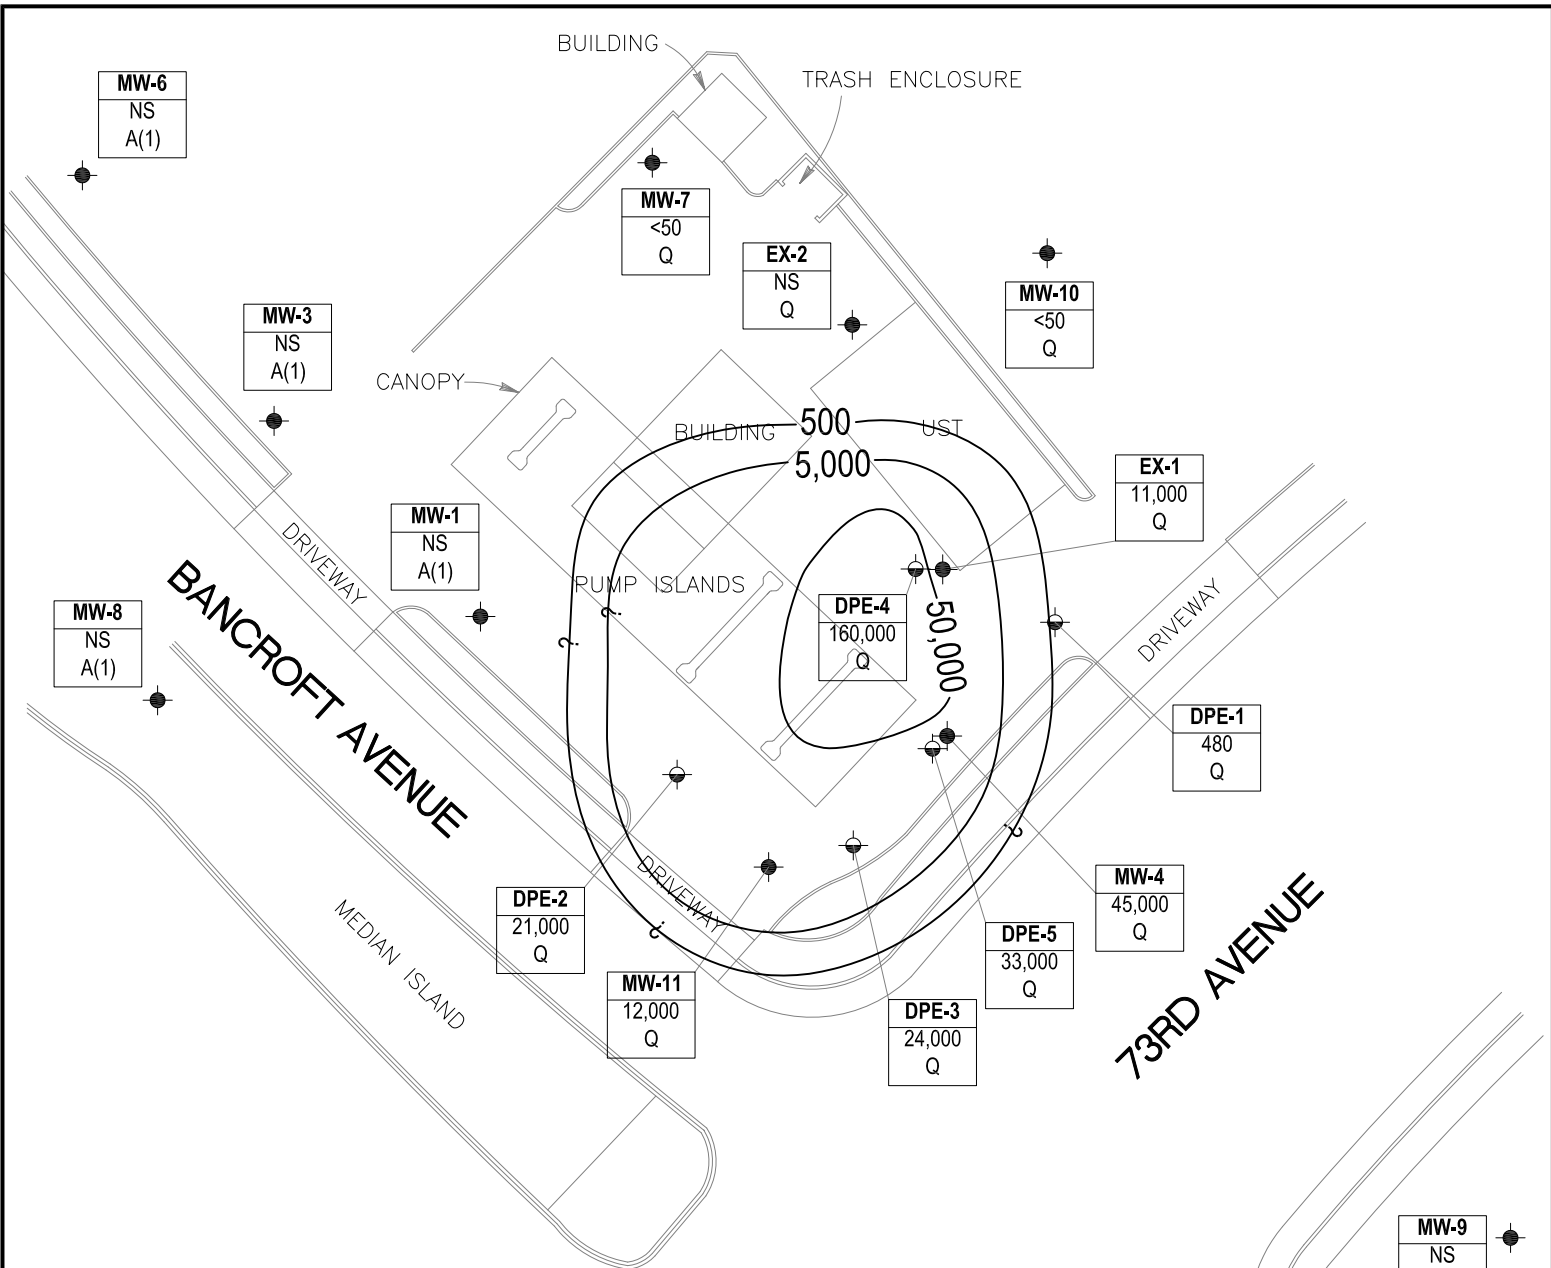 BUILDING
TRASH ENCLOSURE
MW-6
NS
A(1)
MW-7
<50
Q
EX-2
NS
Q
MW-10
<50
Q
MW-3
NS
A(1)
CANOPY
500
BUILDING
UST
5,000
EX-1
11,000
Q
MW-1
NS
A(1)
DRIVEWAY
PUMP ISLANDS
DPE-4
160,000
Q
50,000
DRIVEWAY
MW-8
NS
A(1)
BANCROFT AVENUE
?
?
DPE-1
480
Q
?
DRIVEWAY
MW-4
45,000
Q
DPE-2
21,000
Q
?
MEDIAN ISLAND
DPE-5
33,000
Q
73RD AVENUE
MW-11
12,000
Q
DPE-3
24,000
Q
MW-9
NS